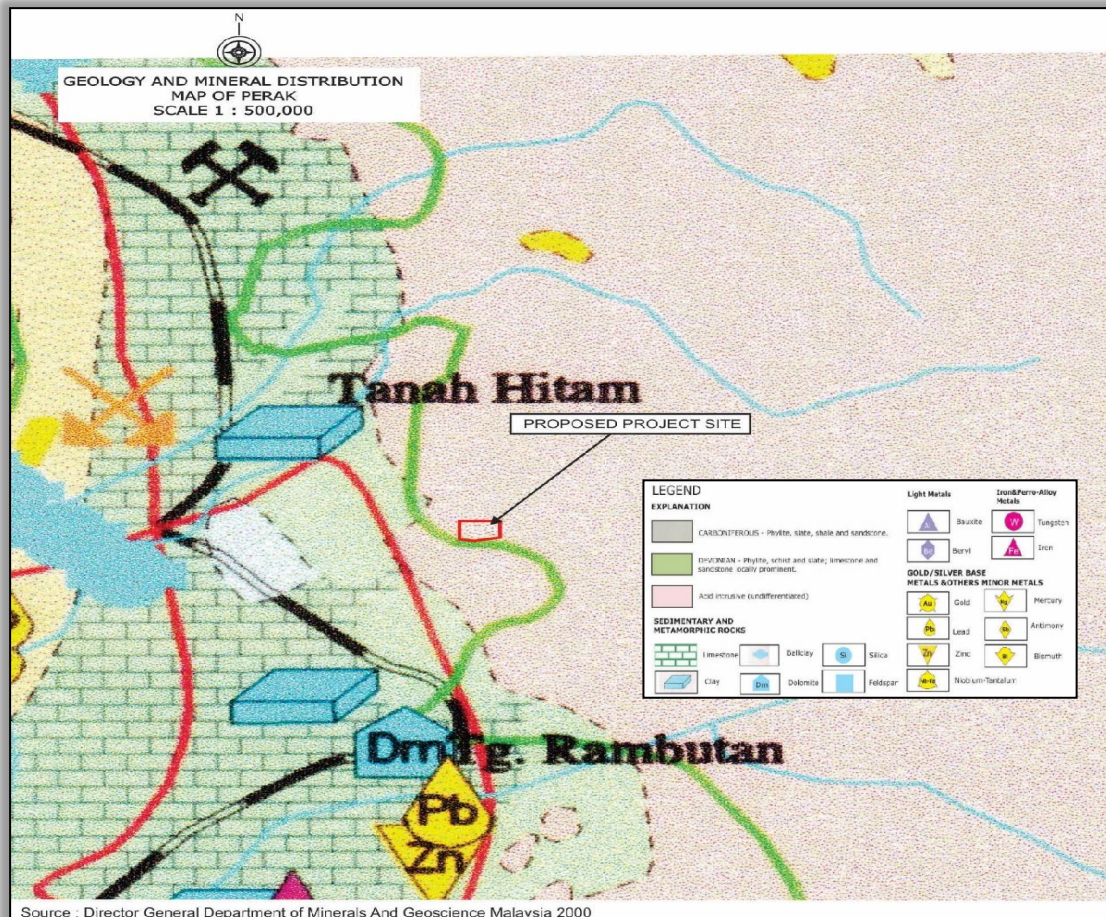 N
GEOLOGY AND MINERAL DISTRIBUTION
MAP OF PERAK
SCALE 1 : 500,000
Tanah Hitam
PROPOSED PROJECT SITE
LEGEND
EXPLANATION
CARBONIFEROUS - Phylite, slate, shale and sandstone.
DEVONIAN - Phylite, schist and slate; limestone and
sandstone locally prominent.
Acid intrusive (undifferentiated)
SEDIMENTARY AND
METAMORPHIC ROCKS
Limestone
Ballclay
Si
Silica
Clay
Dm
Dolomite
Feldspar
Light Metals
Bauxite
Be
Beryl
Iron&Ferro-Alloy
Metals
W
Tungsten
Fe
Iron
GOLD/SILVER BASE
METALS &OTHERS MINOR METALS
Au
Gold
Mercury
Pb
Lead
Antimony
Zn
Zinc
Bismuth
Niobium-Tantalum
Dm
Tg. Rambutan
Pb
Zn
Source : Director General Department of Minerals And Geoscience Malaysia 2000